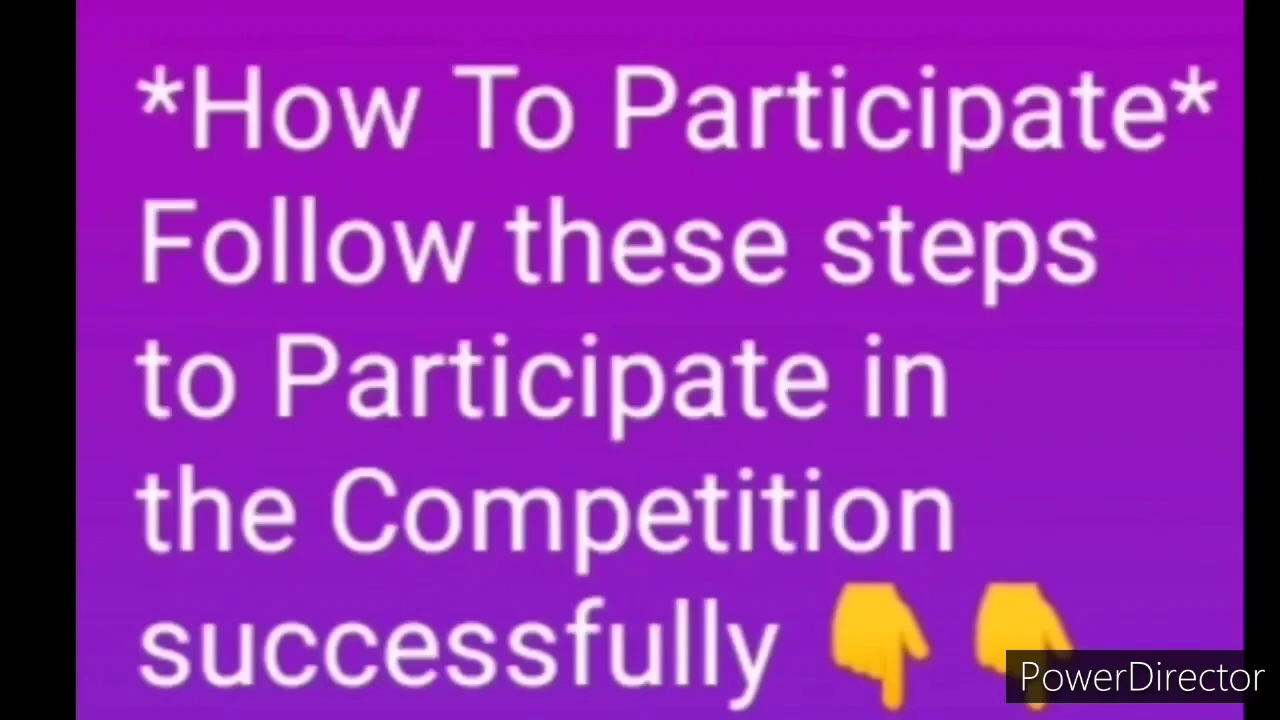 *How To Participate*
Follow these steps
to Participate in
the Competition
successfully 👇👇
PowerDirector